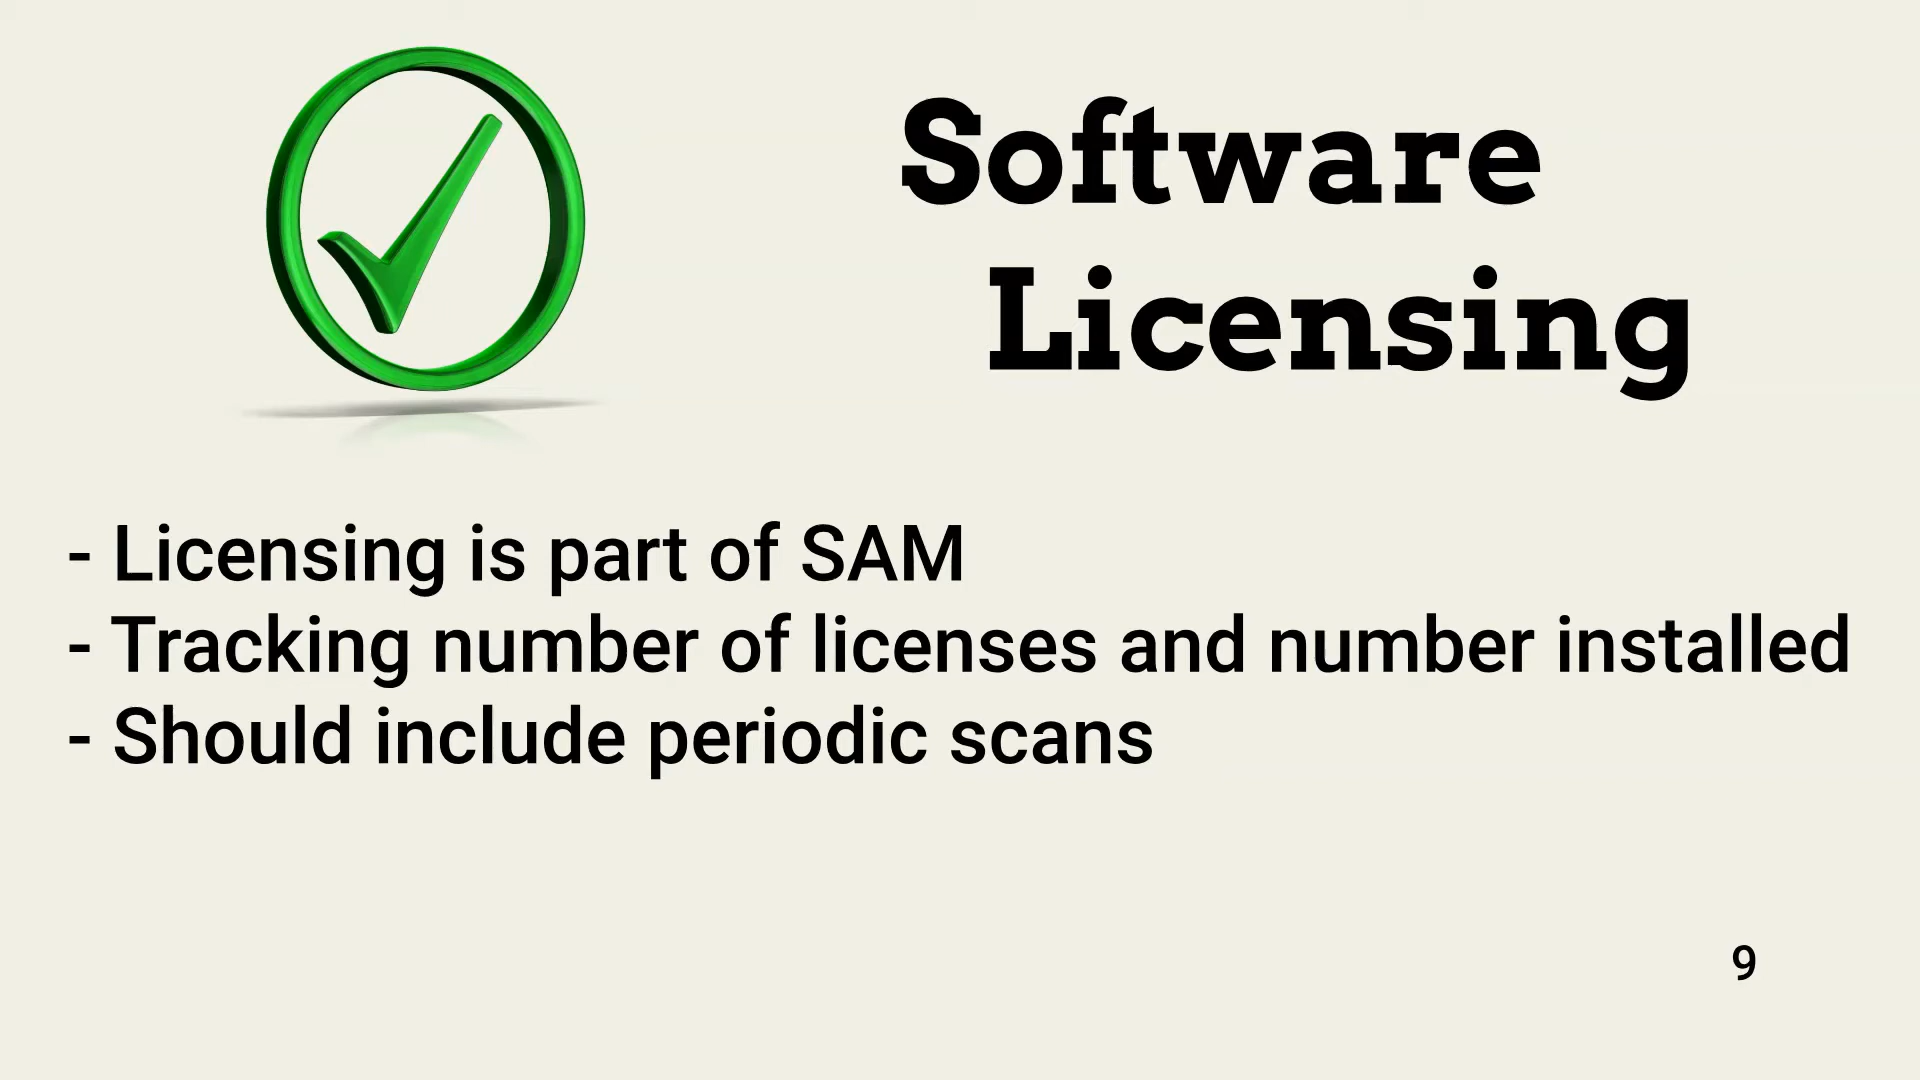 Software
Licensing
- Licensing is part of SAM
- Tracking number of licenses and number installed
- Should include periodic scans
9